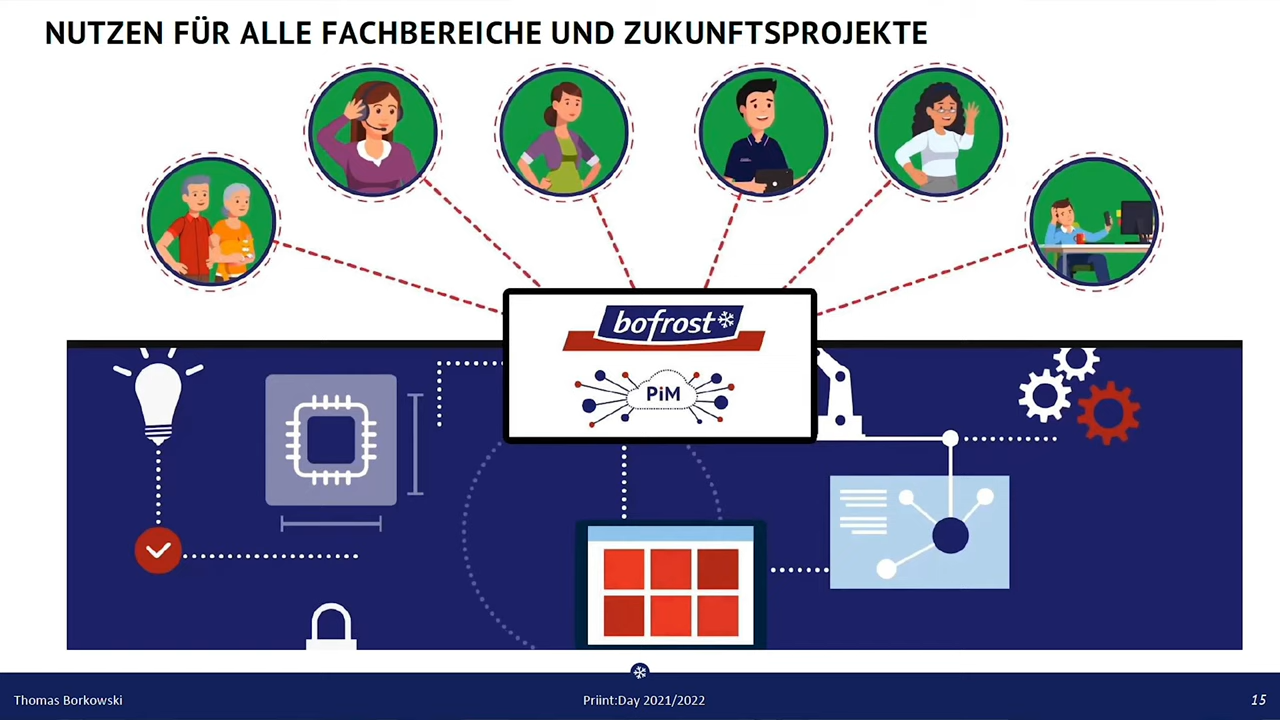 NUTZEN FÜR ALLE FACHBEREICHE UND ZUKUNFTSPROJEKTE
bofrost
PiM
Thomas Borkowski
Priint:Day 2021/2022
15